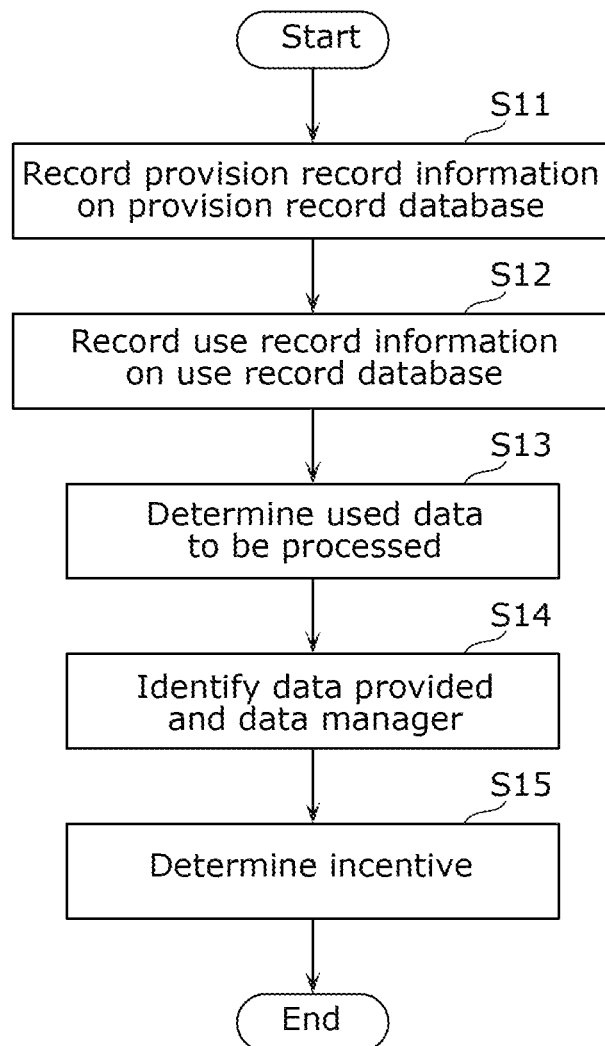 Start
S11
Record provision record information
on provision record database
S12
Record use record information
on use record database
S13
Determine used data
to be processed
S14
Identify data provided
and data manager
S15
Determine incentive
End